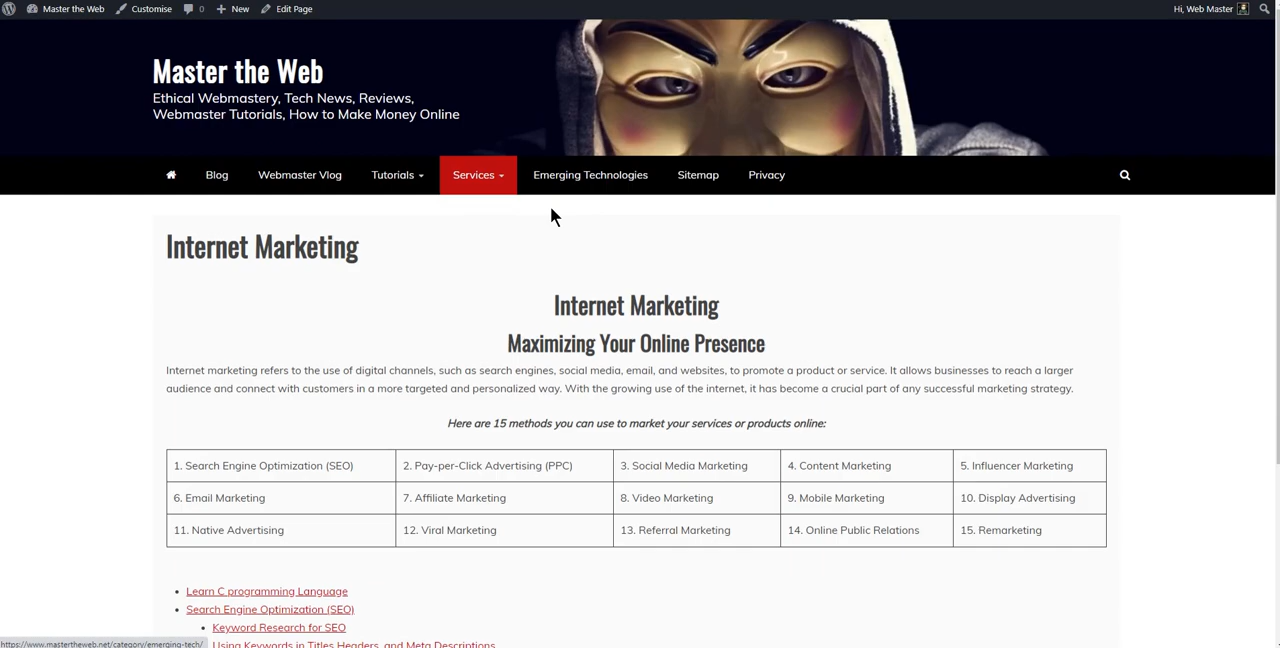 Master the Web Customise 0 New Edit Page Hi, Web Master
Master the Web
Ethical Webmastery, Tech News, Reviews,
Webmaster Tutorials, How to Make Money Online
Blog Webmaster Vlog Tutorials Services Emerging Technologies Sitemap Privacy
Internet Marketing
Internet Marketing
Maximizing Your Online Presence
Internet marketing refers to the use of digital channels, such as search engines, social media, email, and websites, to promote a product or service. It allows businesses to reach a larger
audience and connect with customers in a more targeted and personalized way. With the growing use of the internet, it has become a crucial part of any successful marketing strategy.
Here are 15 methods you can use to market your services or products online:
1. Search Engine Optimization (SEO) 2. Pay-per-Click Advertising (PPC) 3. Social Media Marketing 4. Content Marketing 5. Influencer Marketing
6. Email Marketing 7. Affiliate Marketing 8. Video Marketing 9. Mobile Marketing 10. Display Advertising
11. Native Advertising 12. Viral Marketing 13. Referral Marketing 14. Online Public Relations 15. Remarketing
Learn C programming Language
Search Engine Optimization (SEO)
Keyword Research for SEO
Using Keywords in Titles Headers, and Meta Descriptions
https://www.mastertheweb.net/category/emerging-tech/